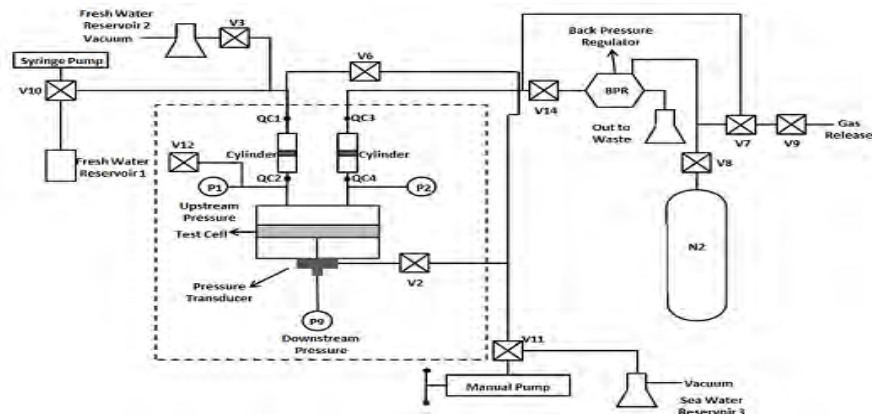 Fresh Water
Reservoir 2
Vacuum
V3
Syringe Pump
V10
Fresh Water
Reservoir 1
V6
Back Pressure
Regulator
BPR
V14
Out to
Waste
Gas
Release
V7
V9
V8
N2
QC1
QC3
V12
Cylinder
Cylinder
QC2
QC4
P1
P2
Upstream
Pressure
Test Cell
Pressure
Transducer
V2
P9
Downstream
Pressure
V11
Manual Pump
Vacuum
Sea Water
Reservoir 3